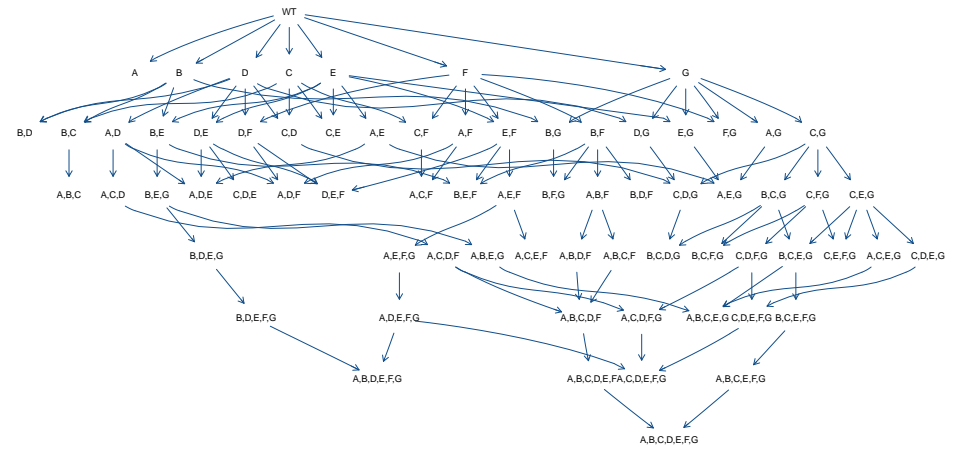 WT
A B D C E F G
B,D B,C A,D B,E D,E D,F C,D C,E A,E C,F A,F E,F B,G B,F D,G E,G F,G A,G C,G
A,B,C A,C,D B,E,G A,D,E C,D,E A,D,F D,E,F A,C,F B,E,F A,E,F B,F,G A,B,F B,D,F C,D,G A,E,G B,C,G C,F,G C,E,G
B,D,E,G A,E,F,G A,C,D,F A,B,E,G A,C,E,F A,B,D,F A,B,C,F B,C,D,G B,C,F,G C,D,F,G B,C,E,G C,E,F,G A,C,E,G C,D,E,G
B,D,E,F,G A,D,E,F,G A,B,C,D,F A,C,D,F,G A,B,C,E,G C,D,E,F,G B,C,E,F,G
A,B,D,E,F,G A,B,C,D,E,F A,C,D,E,F,G A,B,C,E,F,G
A,B,C,D,E,F,G